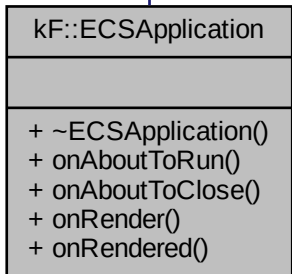 kF::ECSApplication
+ ~ECSApplication()
+ onAboutToRun()
+ onAboutToClose()
+ onRender()
+ onRendered()